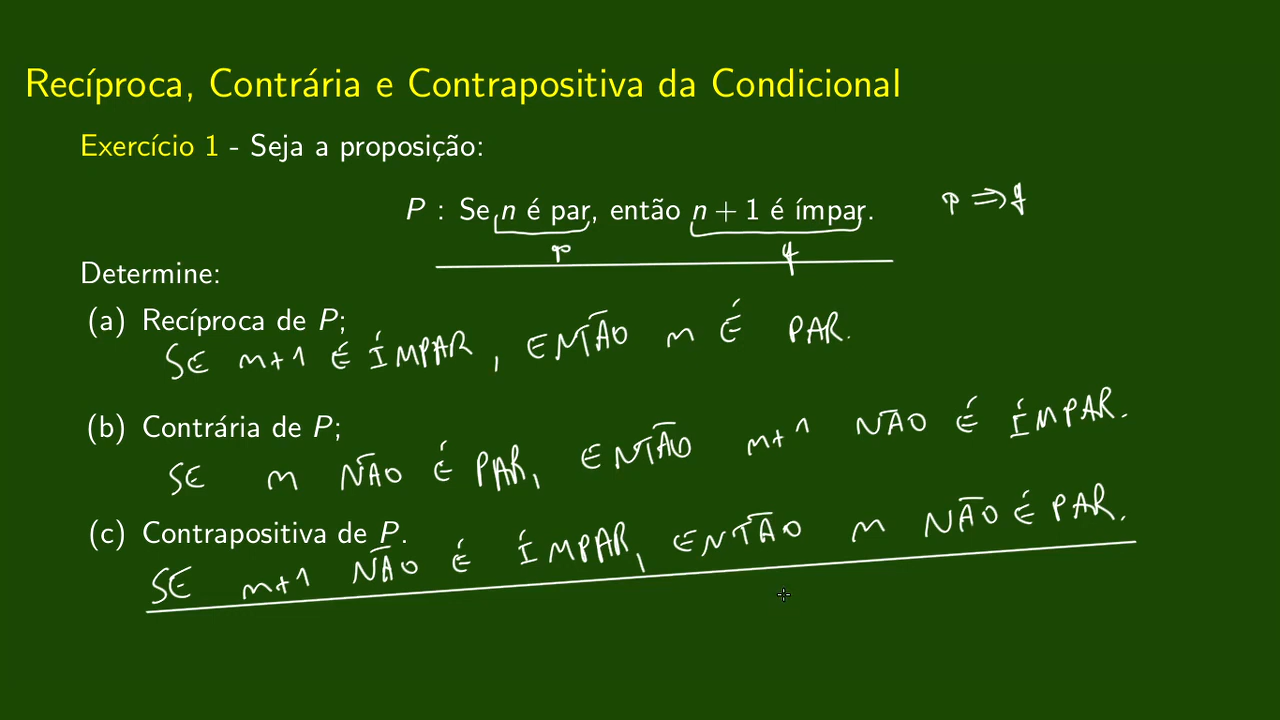 Recíproca, Contrária e Contrapositiva da Condicional
Exercício 1 - Seja a proposição:
P : Se n é par, então n + 1 é ímpar.
p ⇒ q
p q
Determine:
(a) Recíproca de P;
SE n+1 É ÍMPAR, ENTÃO n É PAR.
(b) Contrária de P;
SE n NÃO É PAR, ENTÃO n+1 NÃO É ÍMPAR.
(c) Contrapositiva de P.
SE n+1 NÃO É ÍMPAR, ENTÃO n NÃO É PAR.